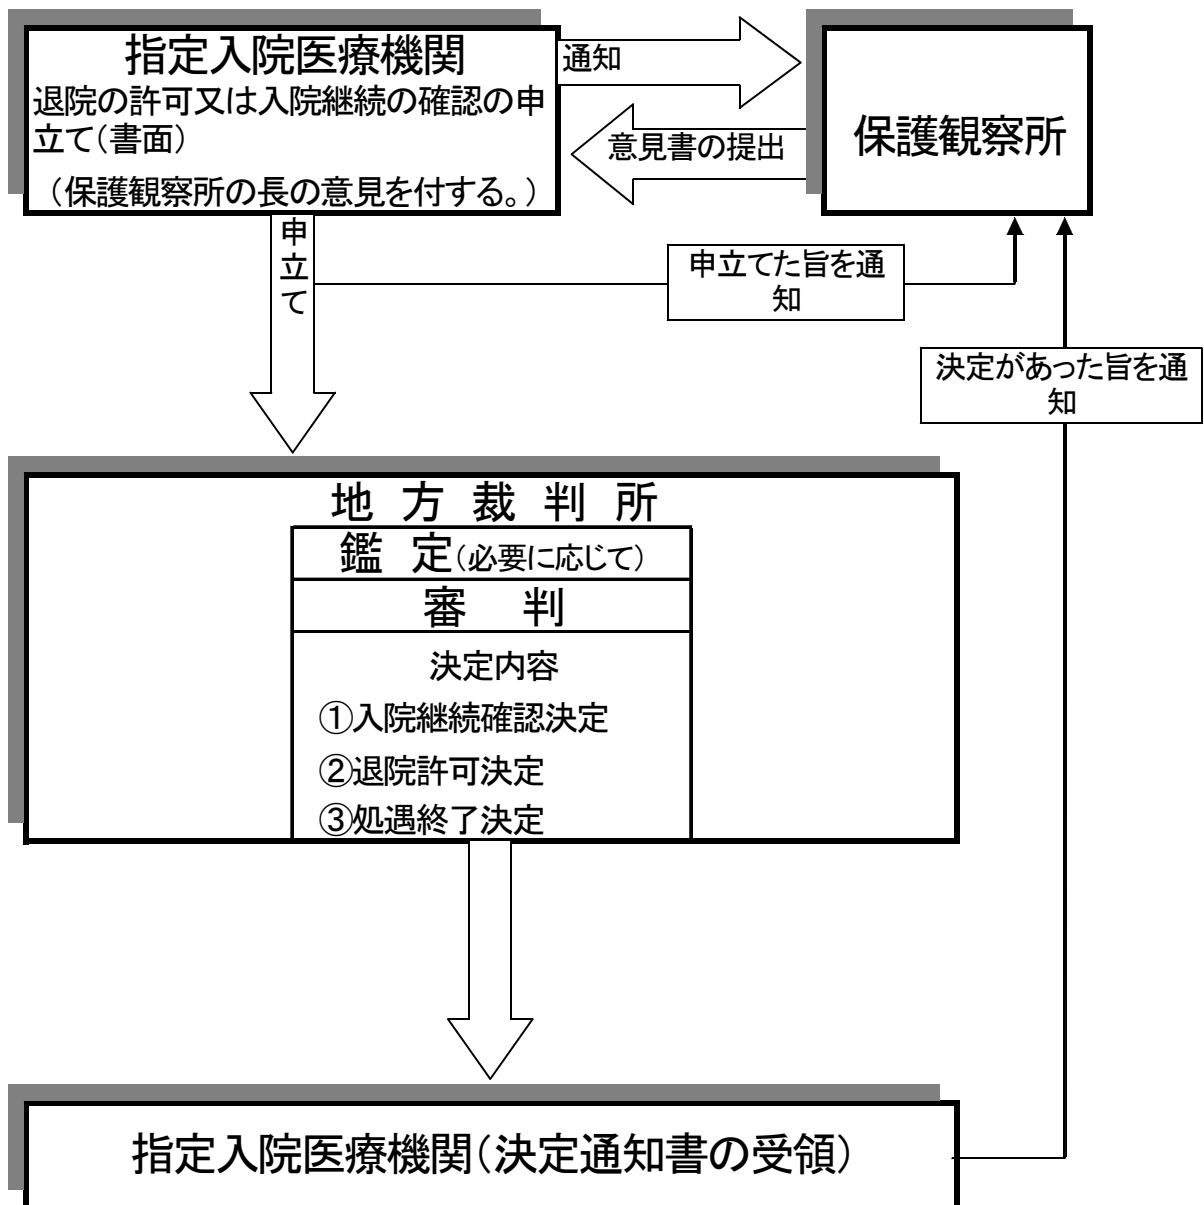 指定入院医療機関
退院の許可又は入院継続の確認の申
立て(書面)
(保護観察所の長の意見を付する。)
通知
意見書の提出
保護観察所
申立て
申立てた旨を通
知
決定があった旨を通
知
地 方 裁 判 所
鑑 定(必要に応じて)
審 判
決定内容
①入院継続確認決定
②退院許可決定
③処遇終了決定
指定入院医療機関(決定通知書の受領)